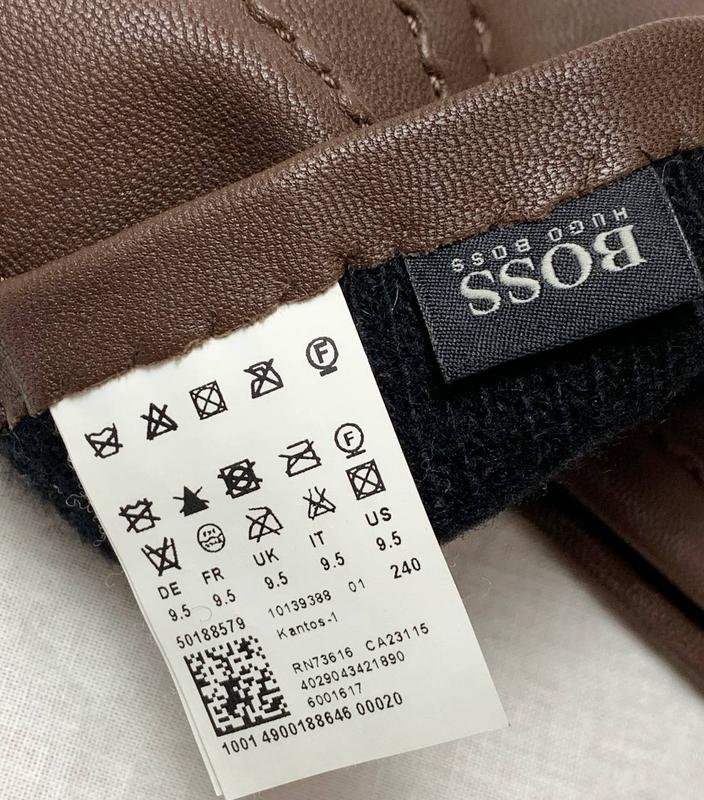 BOSS
HUGO BOSS
F
F
DE FR UK IT US
9.5 9.5 9.5 9.5 9.5
50188579 10139388 01 240
Kantos-1
RN73616 CA23115
4029043421890
6001617
1001 4900188646 00020